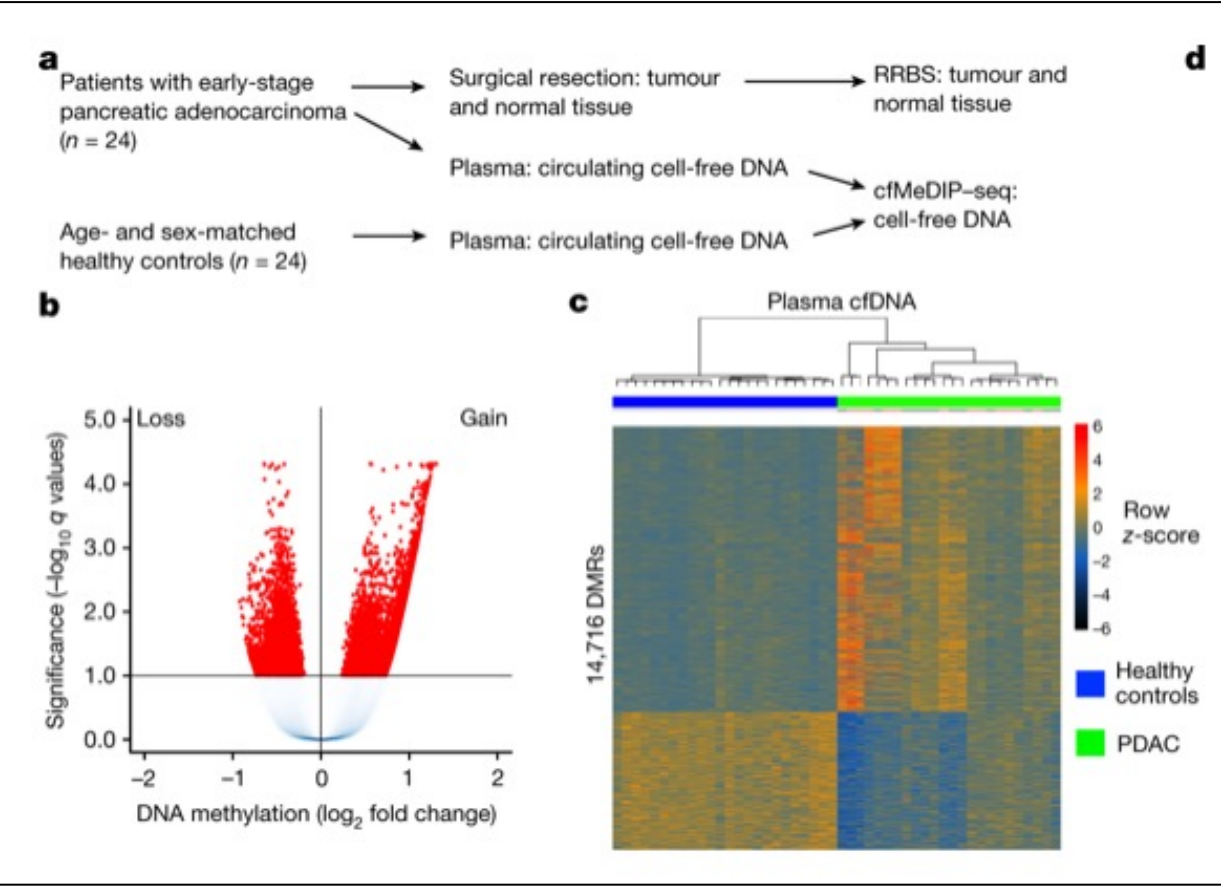 a
Patients with early-stage
pancreatic adenocarcinoma
(n = 24)
Surgical resection: tumour
and normal tissue
RRBS: tumour and
normal tissue
d
Plasma: circulating cell-free DNA
cfMeDIP–seq:
cell-free DNA
Age- and sex-matched
healthy controls (n = 24)
Plasma: circulating cell-free DNA
b
Loss
Gain
5.0
4.0
3.0
2.0
1.0
0.0
Significance (–log10 q values)
–2
–1
0
1
2
DNA methylation (log2 fold change)
c
Plasma cfDNA
14,716 DMRs
6
4
2
0
–2
–4
–6
Row
z-score
Healthy
controls
PDAC